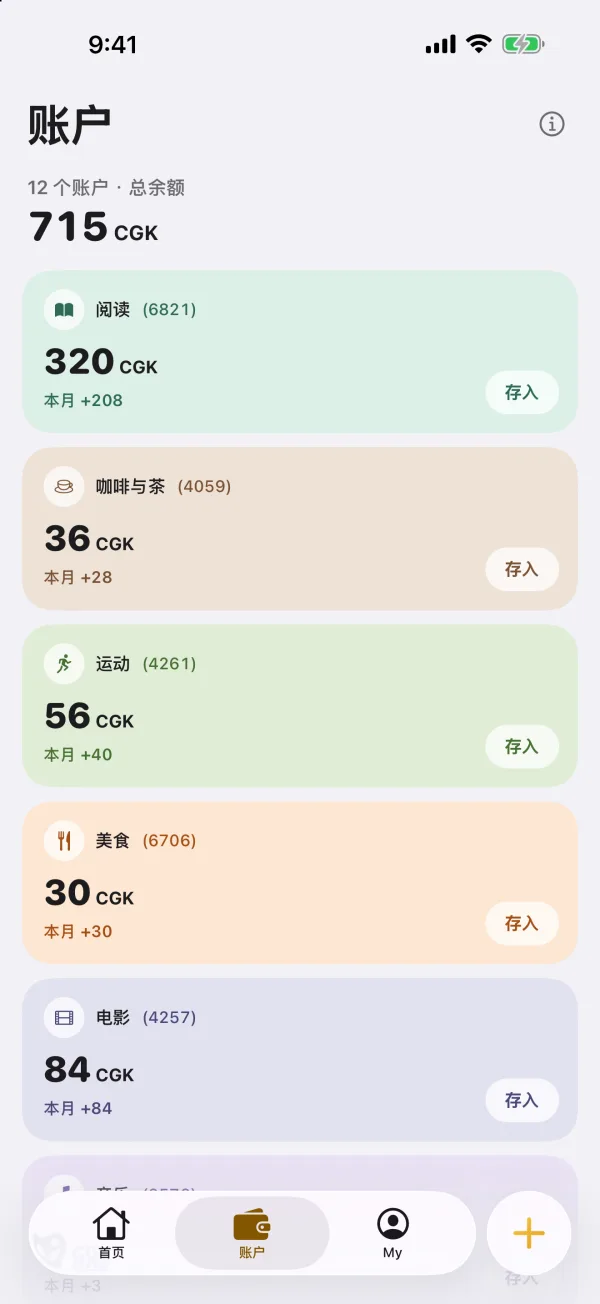 9:41
账户
12 个账户 · 总余额
715 CGK
阅读 (6821)
320 CGK
本月 +208
存入
咖啡与茶 (4059)
36 CGK
本月 +28
存入
运动 (4261)
56 CGK
本月 +40
存入
美食 (6706)
30 CGK
本月 +30
存入
电影 (4257)
84 CGK
本月 +84
存入
首页
账户
My
本月 +3
存入